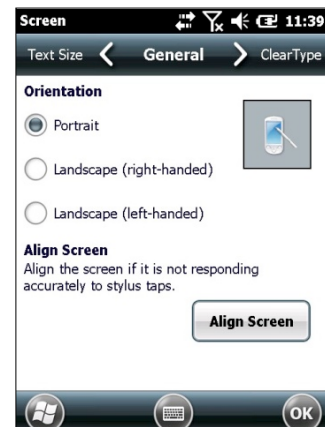 Screen 11:39
Text Size General ClearType
Orientation
Portrait
Landscape (right-handed)
Landscape (left-handed)
Align Screen
Align the screen if it is not responding
accurately to stylus taps.
Align Screen
OK